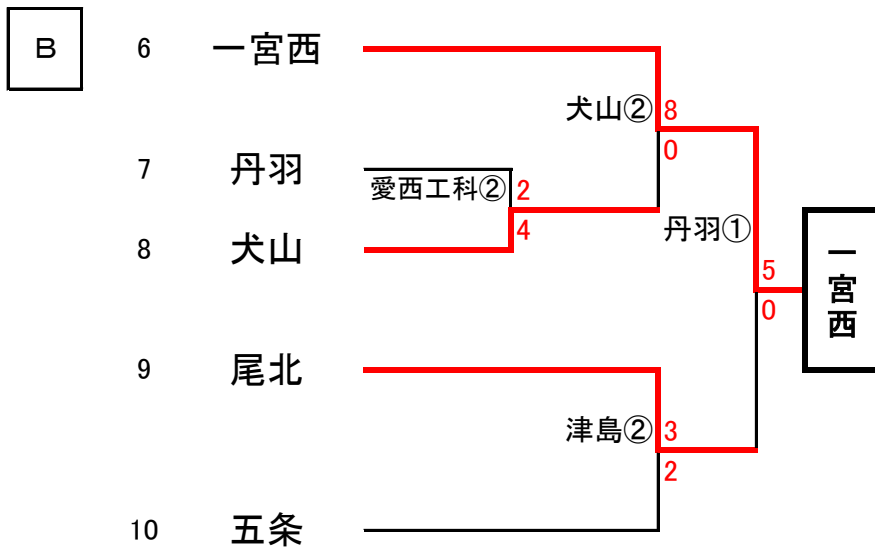 B
6 一宮西
犬山② 8
0
7 丹羽
愛西工科② 2
4
8 犬山
丹羽①
5
0
一宮西
9 尾北
津島② 3
2
10 五条